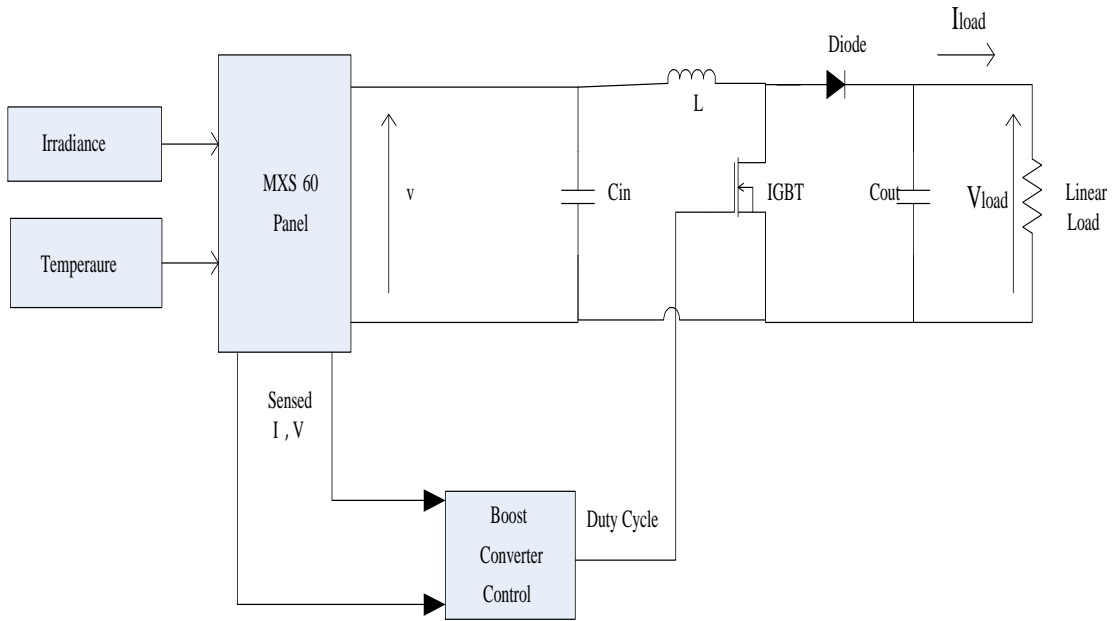 Iload
Diode
L
Irradiance
MXS 60
Panel
v
Cin
IGBT
Cout
Vload
Linear
Load
Temperaure
Sensed
I , V
Boost
Converter
Control
Duty Cycle